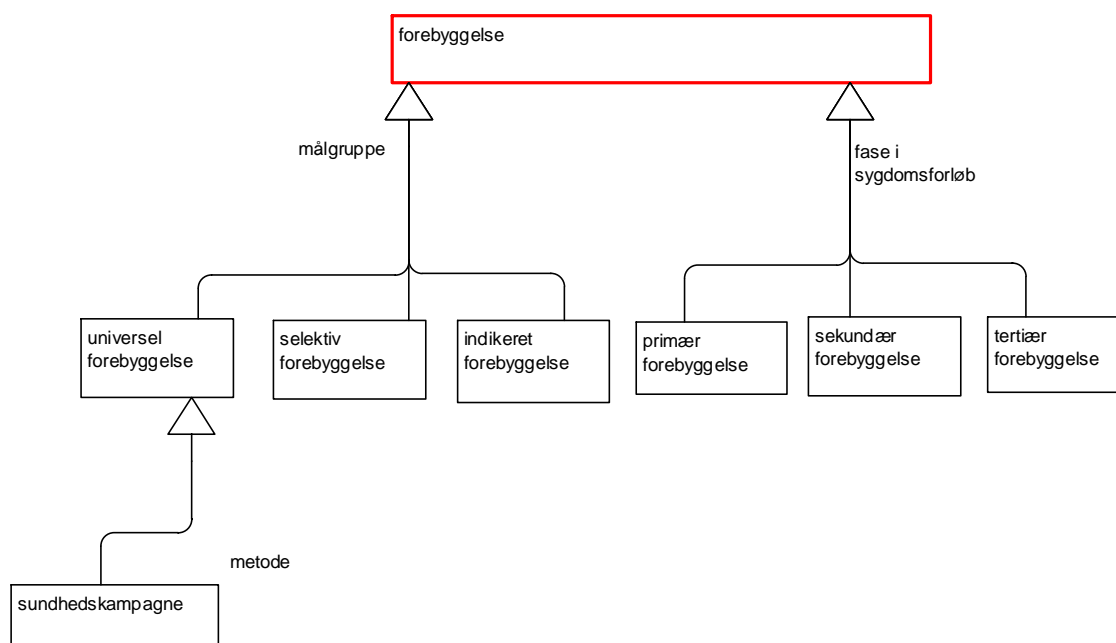 forebyggelse
målgruppe
fase i
sygdomsforløb
universel
forebyggelse
selektiv
forebyggelse
indikeret
forebyggelse
primær
forebyggelse
sekundær
forebyggelse
tertiær
forebyggelse
metode
sundhedskampagne